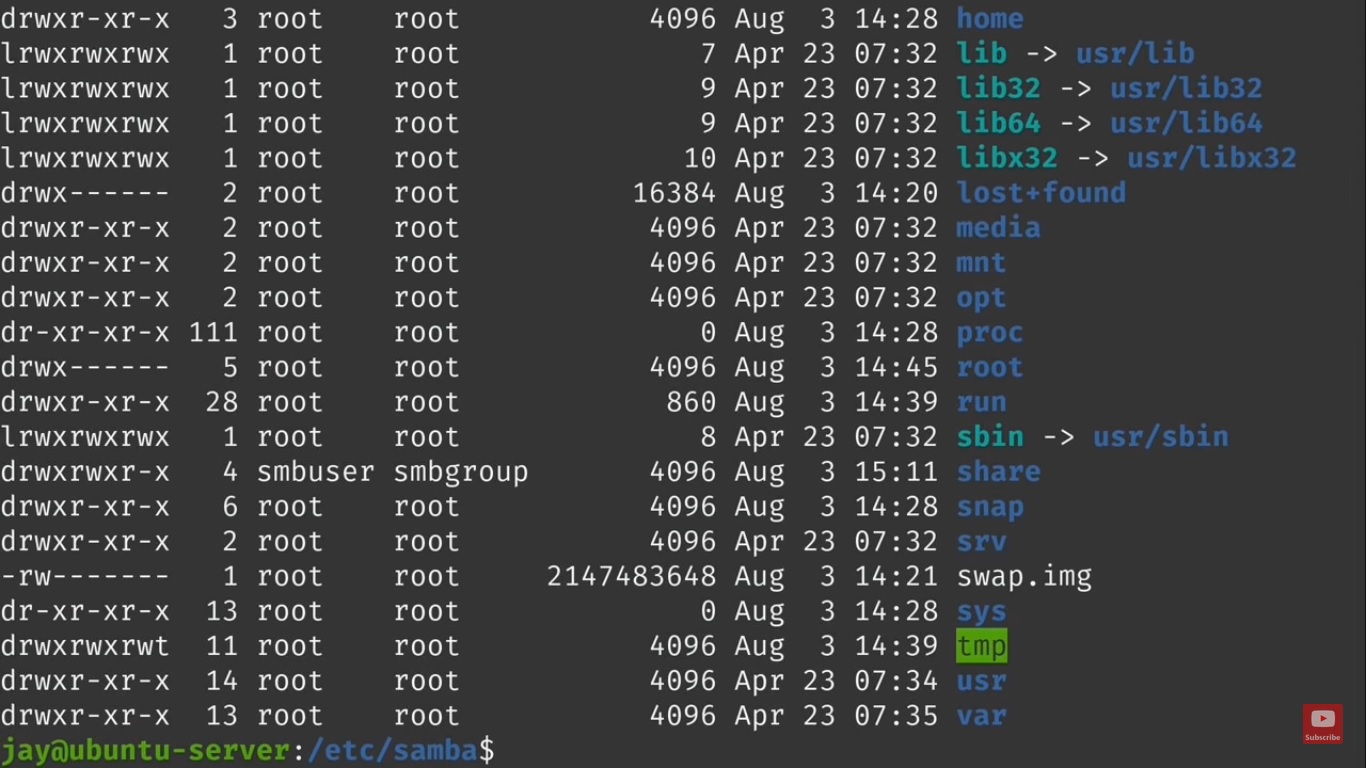 drwxr-xr-x   3 root    root           4096 Aug  3 14:28 home
lrwxrwxrwx   1 root    root              7 Apr 23 07:32 lib -> usr/lib
lrwxrwxrwx   1 root    root              9 Apr 23 07:32 lib32 -> usr/lib32
lrwxrwxrwx   1 root    root              9 Apr 23 07:32 lib64 -> usr/lib64
lrwxrwxrwx   1 root    root             10 Apr 23 07:32 libx32 -> usr/libx32
drwx------   2 root    root          16384 Aug  3 14:20 lost+found
drwxr-xr-x   2 root    root           4096 Apr 23 07:32 media
drwxr-xr-x   2 root    root           4096 Apr 23 07:32 mnt
drwxr-xr-x   2 root    root           4096 Apr 23 07:32 opt
dr-xr-xr-x 111 root    root              0 Aug  3 14:28 proc
drwx------   5 root    root           4096 Aug  3 14:45 root
drwxr-xr-x  28 root    root            860 Aug  3 14:39 run
lrwxrwxrwx   1 root    root              8 Apr 23 07:32 sbin -> usr/sbin
drwxrwxr-x   4 smbuser smbgroup       4096 Aug  3 15:11 share
drwxr-xr-x   6 root    root           4096 Aug  3 14:28 snap
drwxr-xr-x   2 root    root           4096 Apr 23 07:32 srv
-rw-------   1 root    root     2147483648 Aug  3 14:21 swap.img
dr-xr-xr-x  13 root    root              0 Aug  3 14:28 sys
drwxrwxrwt  11 root    root           4096 Aug  3 14:39 tmp
drwxr-xr-x  14 root    root           4096 Apr 23 07:34 usr
drwxr-xr-x  13 root    root           4096 Apr 23 07:35 var
Subscribe
jay@ubuntu-server:/etc/samba$